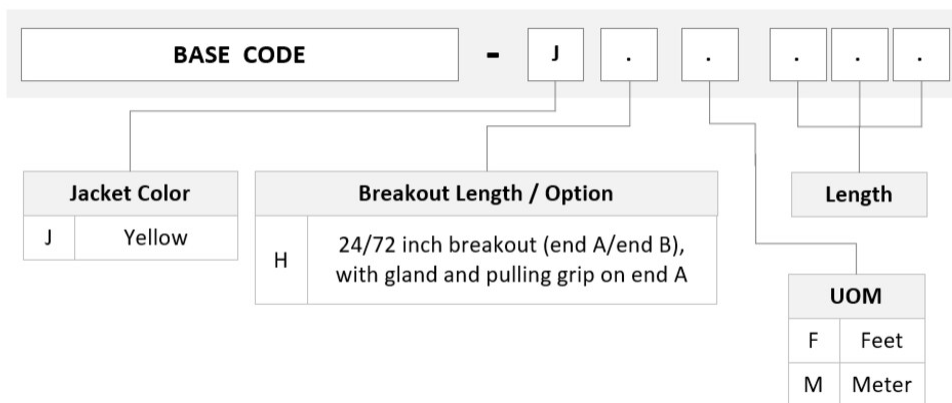 BASE CODE - J . . . . .
Jacket Color
J Yellow
Breakout Length / Option
H 24/72 inch breakout (end A/end B),
with gland and pulling grip on end A
Length
UOM
F Feet
M Meter